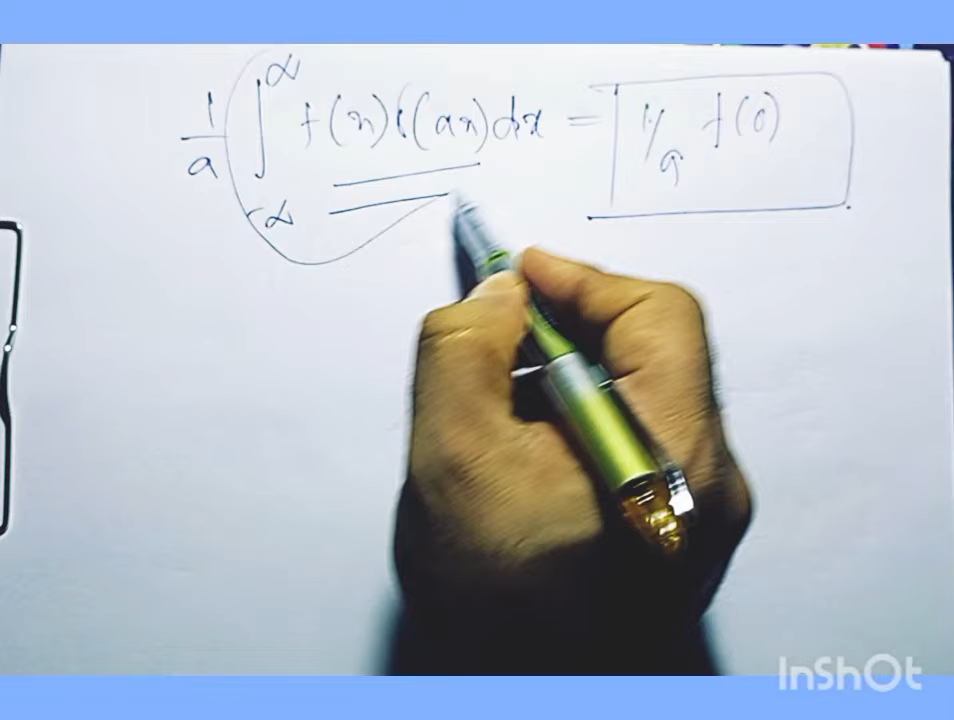 1/a ∫_{-∞}^{∞} f(x) δ(ax) dx = 1/a f(0)
InShOt